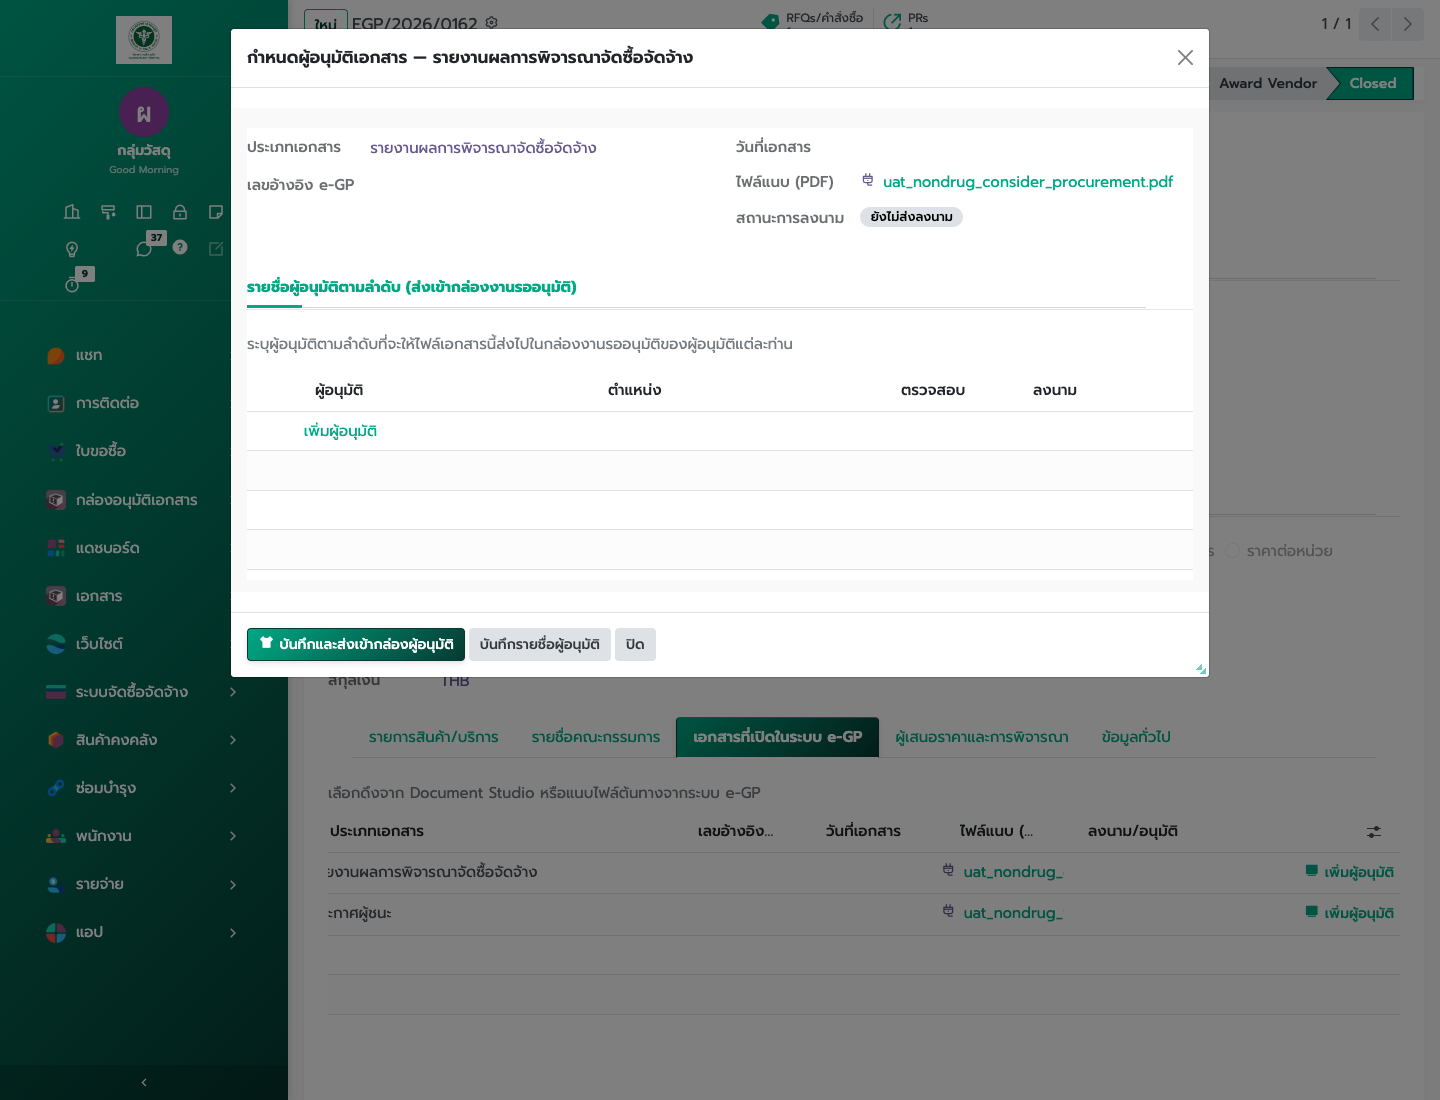 ใหม่ EGP/2026/0162
RFQs/คำสั่งซื้อ
PRs
1 / 1
กำหนดผู้อนุมัติเอกสาร — รายงานผลการพิจารณาจัดซื้อจัดจ้าง
Award Vendor
Closed
ผ
กลุ่มวัสดุ
Good Morning
37
9
ประเภทเอกสาร
รายงานผลการพิจารณาจัดซื้อจัดจ้าง
วันที่เอกสาร
เลขอ้างอิง e-GP
ไฟล์แนบ (PDF)
uat_nondrug_consider_procurement.pdf
สถานะการลงนาม
ยังไม่ส่งลงนาม
รายชื่อผู้อนุมัติตามลำดับ (ส่งเข้ากล่องงานรออนุมัติ)
ระบุผู้อนุมัติตามลำดับที่จะให้ไฟล์เอกสารนี้ส่งไปในกล่องงานรออนุมัติของผู้อนุมัติแต่ละท่าน
ผู้อนุมัติ
ตำแหน่ง
ตรวจสอบ
ลงนาม
เพิ่มผู้อนุมัติ
บันทึกและส่งเข้ากล่องผู้อนุมัติ
บันทึกรายชื่อผู้อนุมัติ
ปิด
แชท
การติดต่อ
ใบขอซื้อ
กล่องอนุมัติเอกสาร
แดชบอร์ด
เอกสาร
เว็บไซต์
ระบบจัดซื้อจัดจ้าง
สินค้าคงคลัง
ซ่อมบำรุง
พนักงาน
รายจ่าย
แอป
ร
ราคาต่อหน่วย
สกุลเงิน
THB
รายการสินค้า/บริการ
รายชื่อคณะกรรมการ
เอกสารที่เปิดในระบบ e-GP
ผู้เสนอราคาและการพิจารณา
ข้อมูลทั่วไป
เลือกดึงจาก Document Studio หรือแนบไฟล์ต้นทางจากระบบ e-GP
ประเภทเอกสาร
เลขอ้างอิง...
วันที่เอกสาร
ไฟล์แนบ (...
ลงนาม/อนุมัติ
ยงานผลการพิจารณาจัดซื้อจัดจ้าง
uat_nondrug_
เพิ่มผู้อนุมัติ
ะกาศผู้ชนะ
uat_nondrug_
เพิ่มผู้อนุมัติ